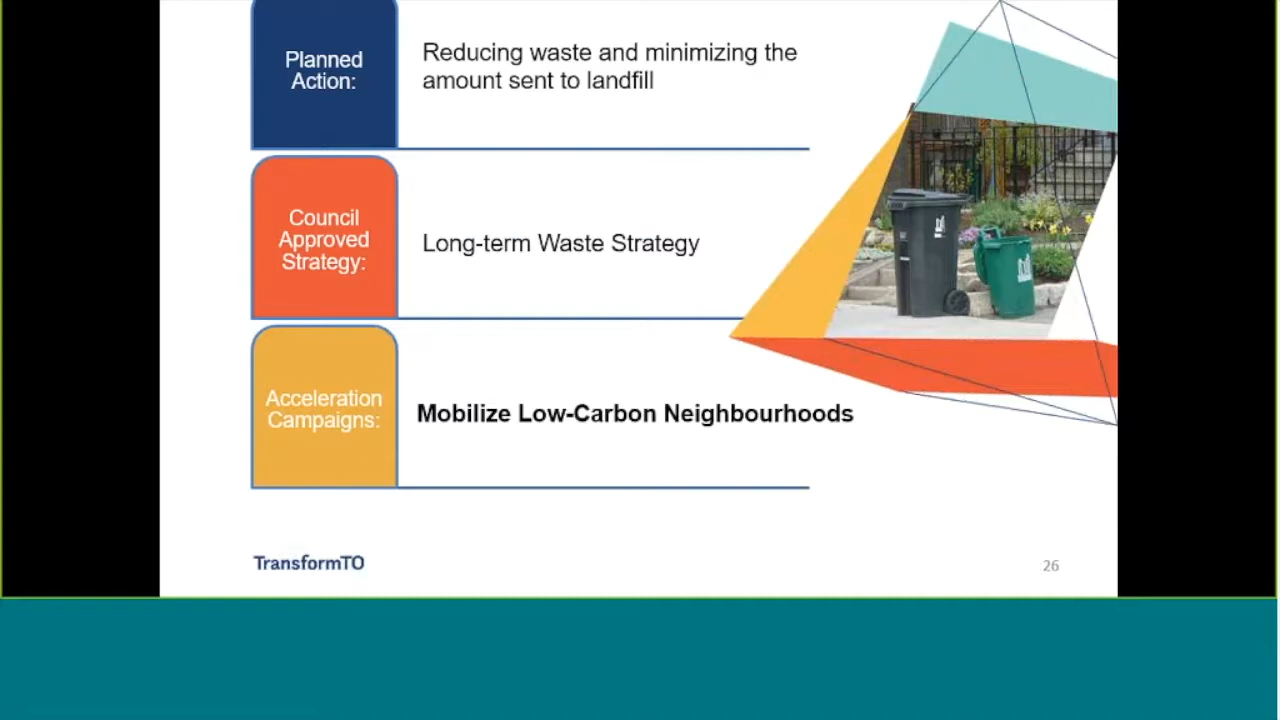 Planned
Action:
Reducing waste and minimizing the
amount sent to landfill
Council
Approved
Strategy:
Long-term Waste Strategy
Acceleration
Campaigns:
Mobilize Low-Carbon Neighbourhoods
TransformTO
26